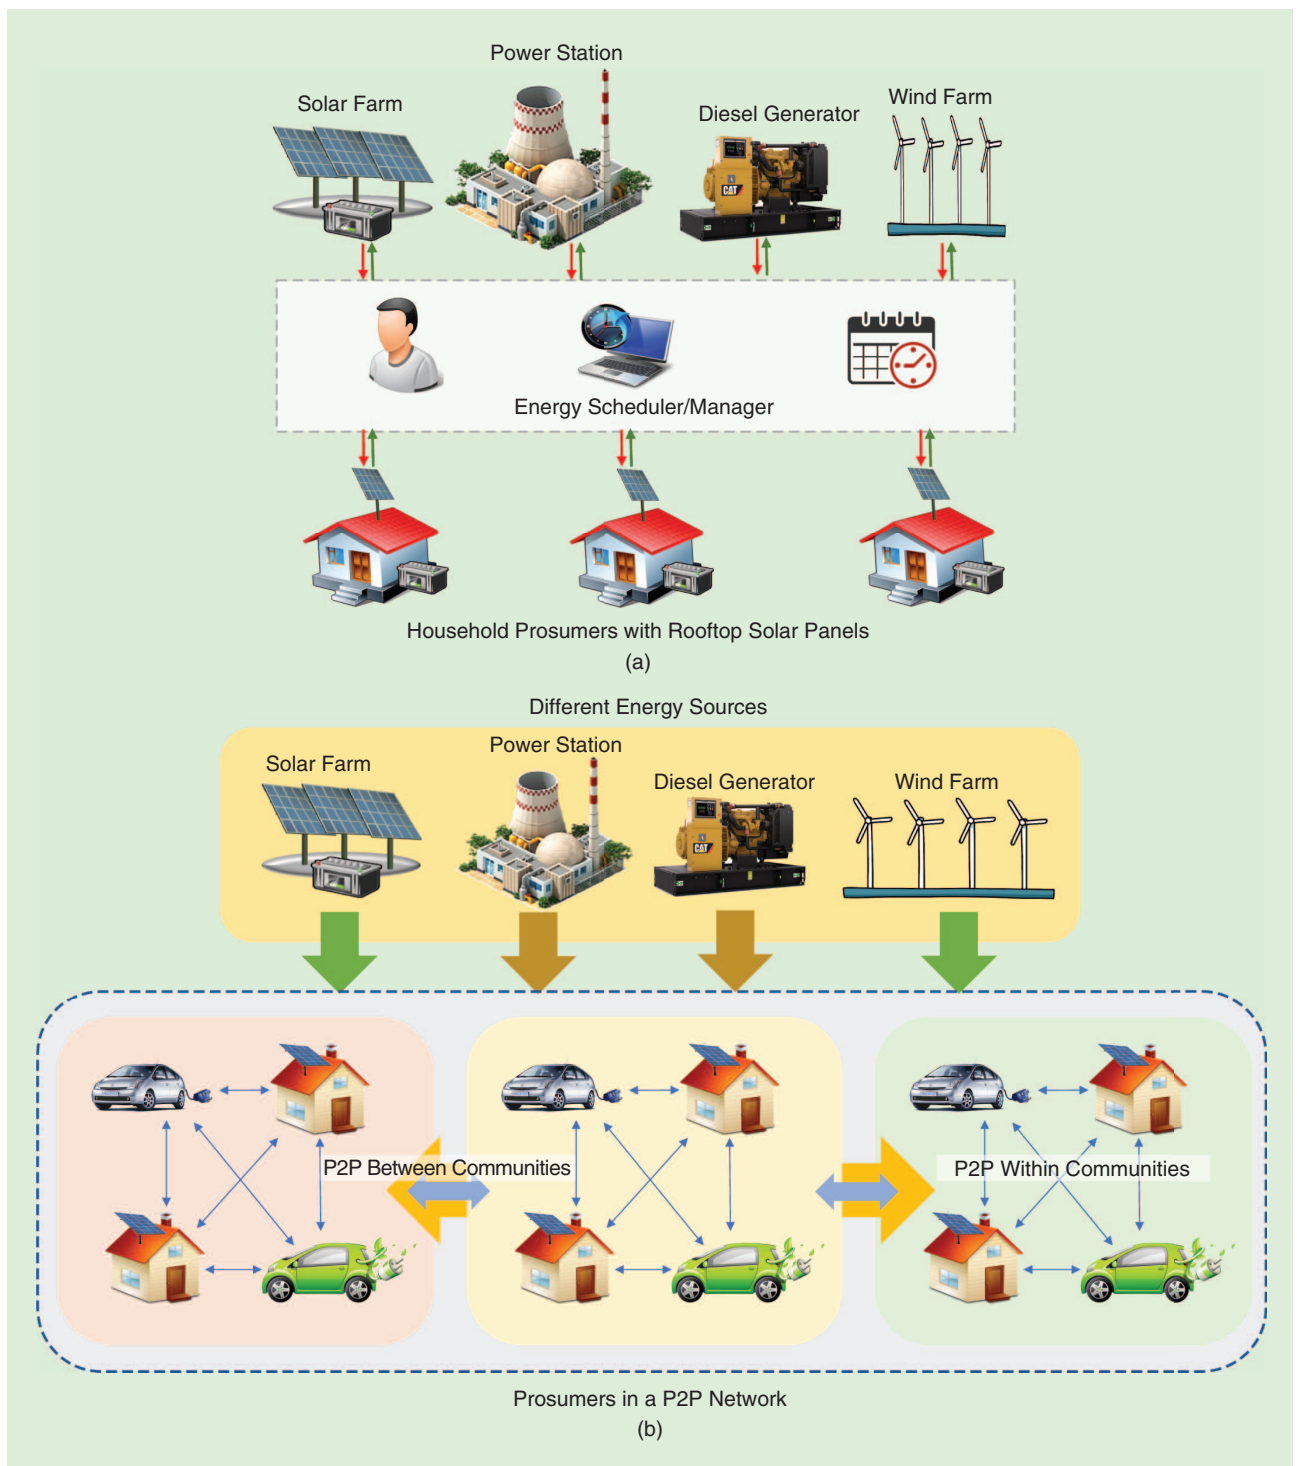 Power Station
Solar Farm
Diesel Generator
Wind Farm
CAT
Energy Scheduler/Manager
Household Prosumers with Rooftop Solar Panels
(a)
Different Energy Sources
Power Station
Solar Farm
Diesel Generator
Wind Farm
CAT
P2P Between Communities
P2P Within Communities
Prosumers in a P2P Network
(b)